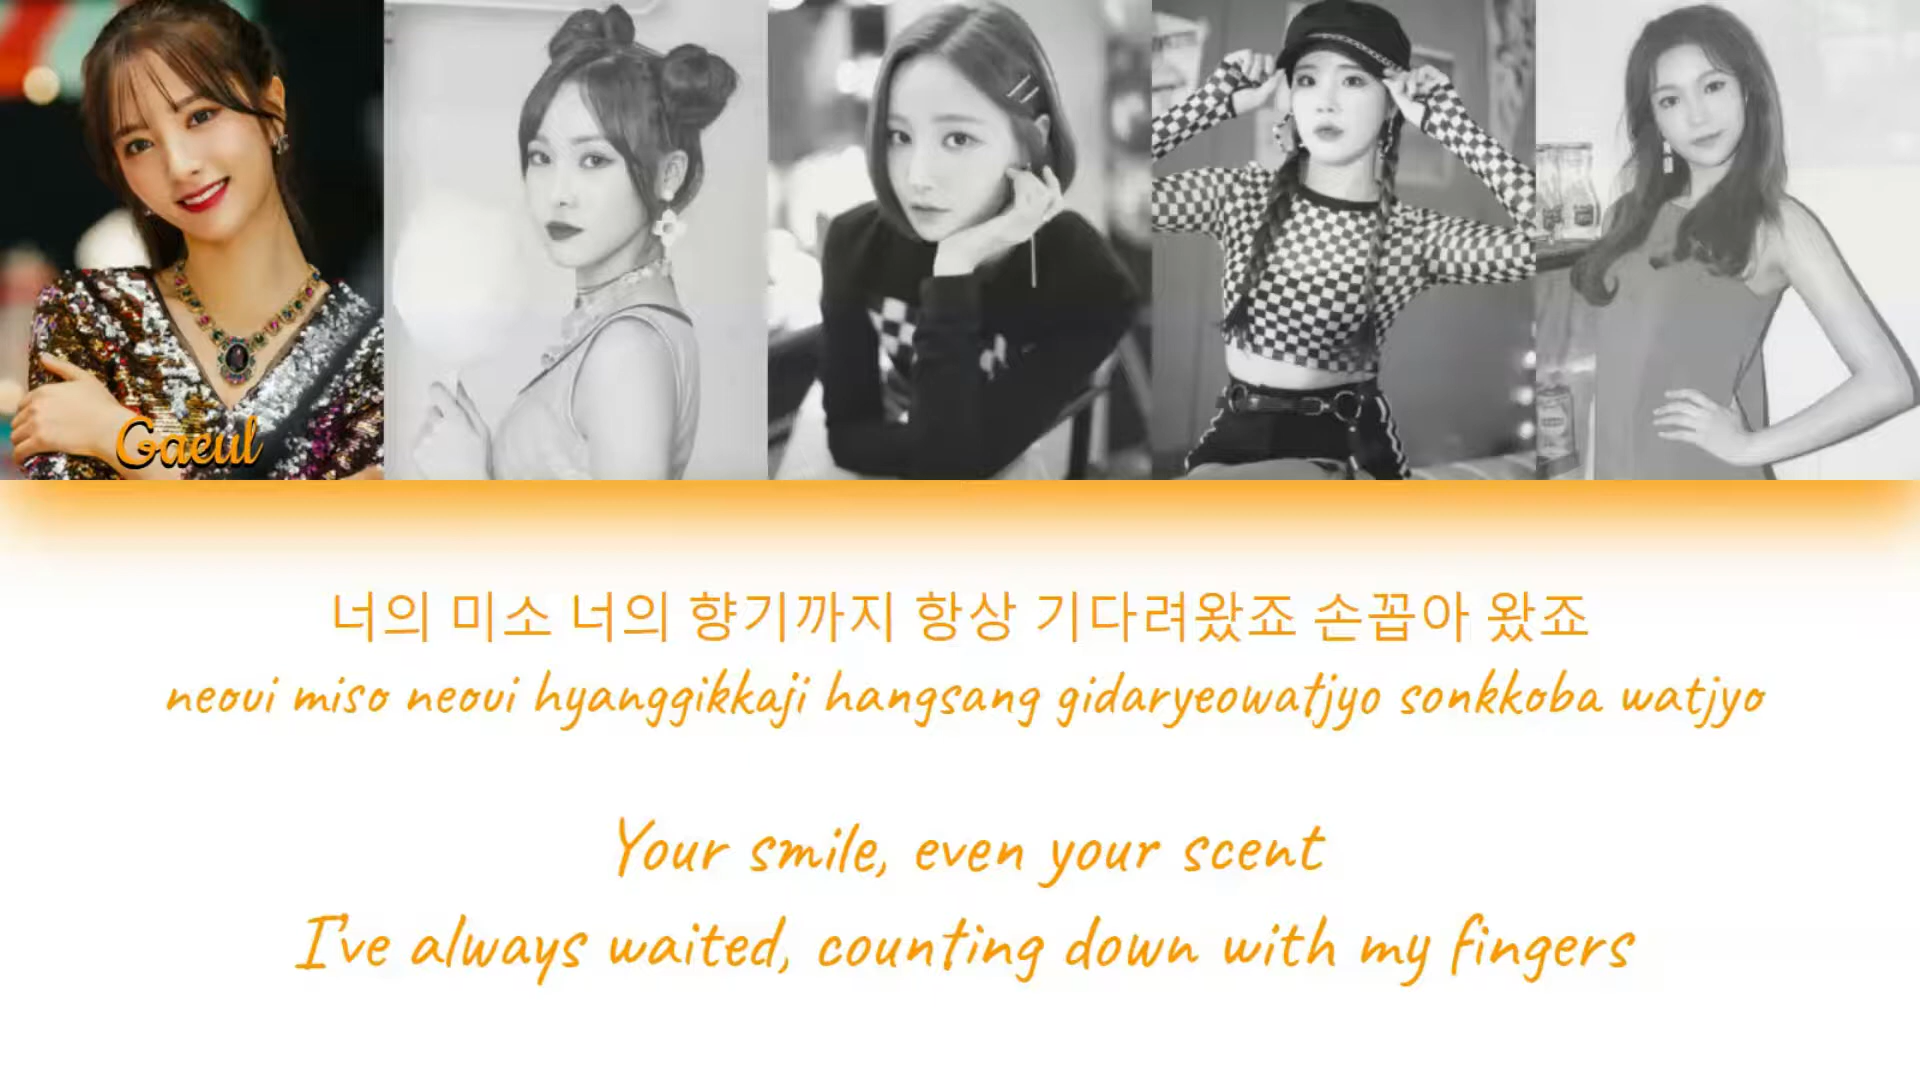 Gaeul
너의 미소 너의 향기까지 항상 기다려왔죠 손꼽아 왔죠
neoui miso neoui hyanggikkaji hangsang gidaryeowatjyo sonkkoba watjyo
Your smile, even your scent
I've always waited, counting down with my fingers